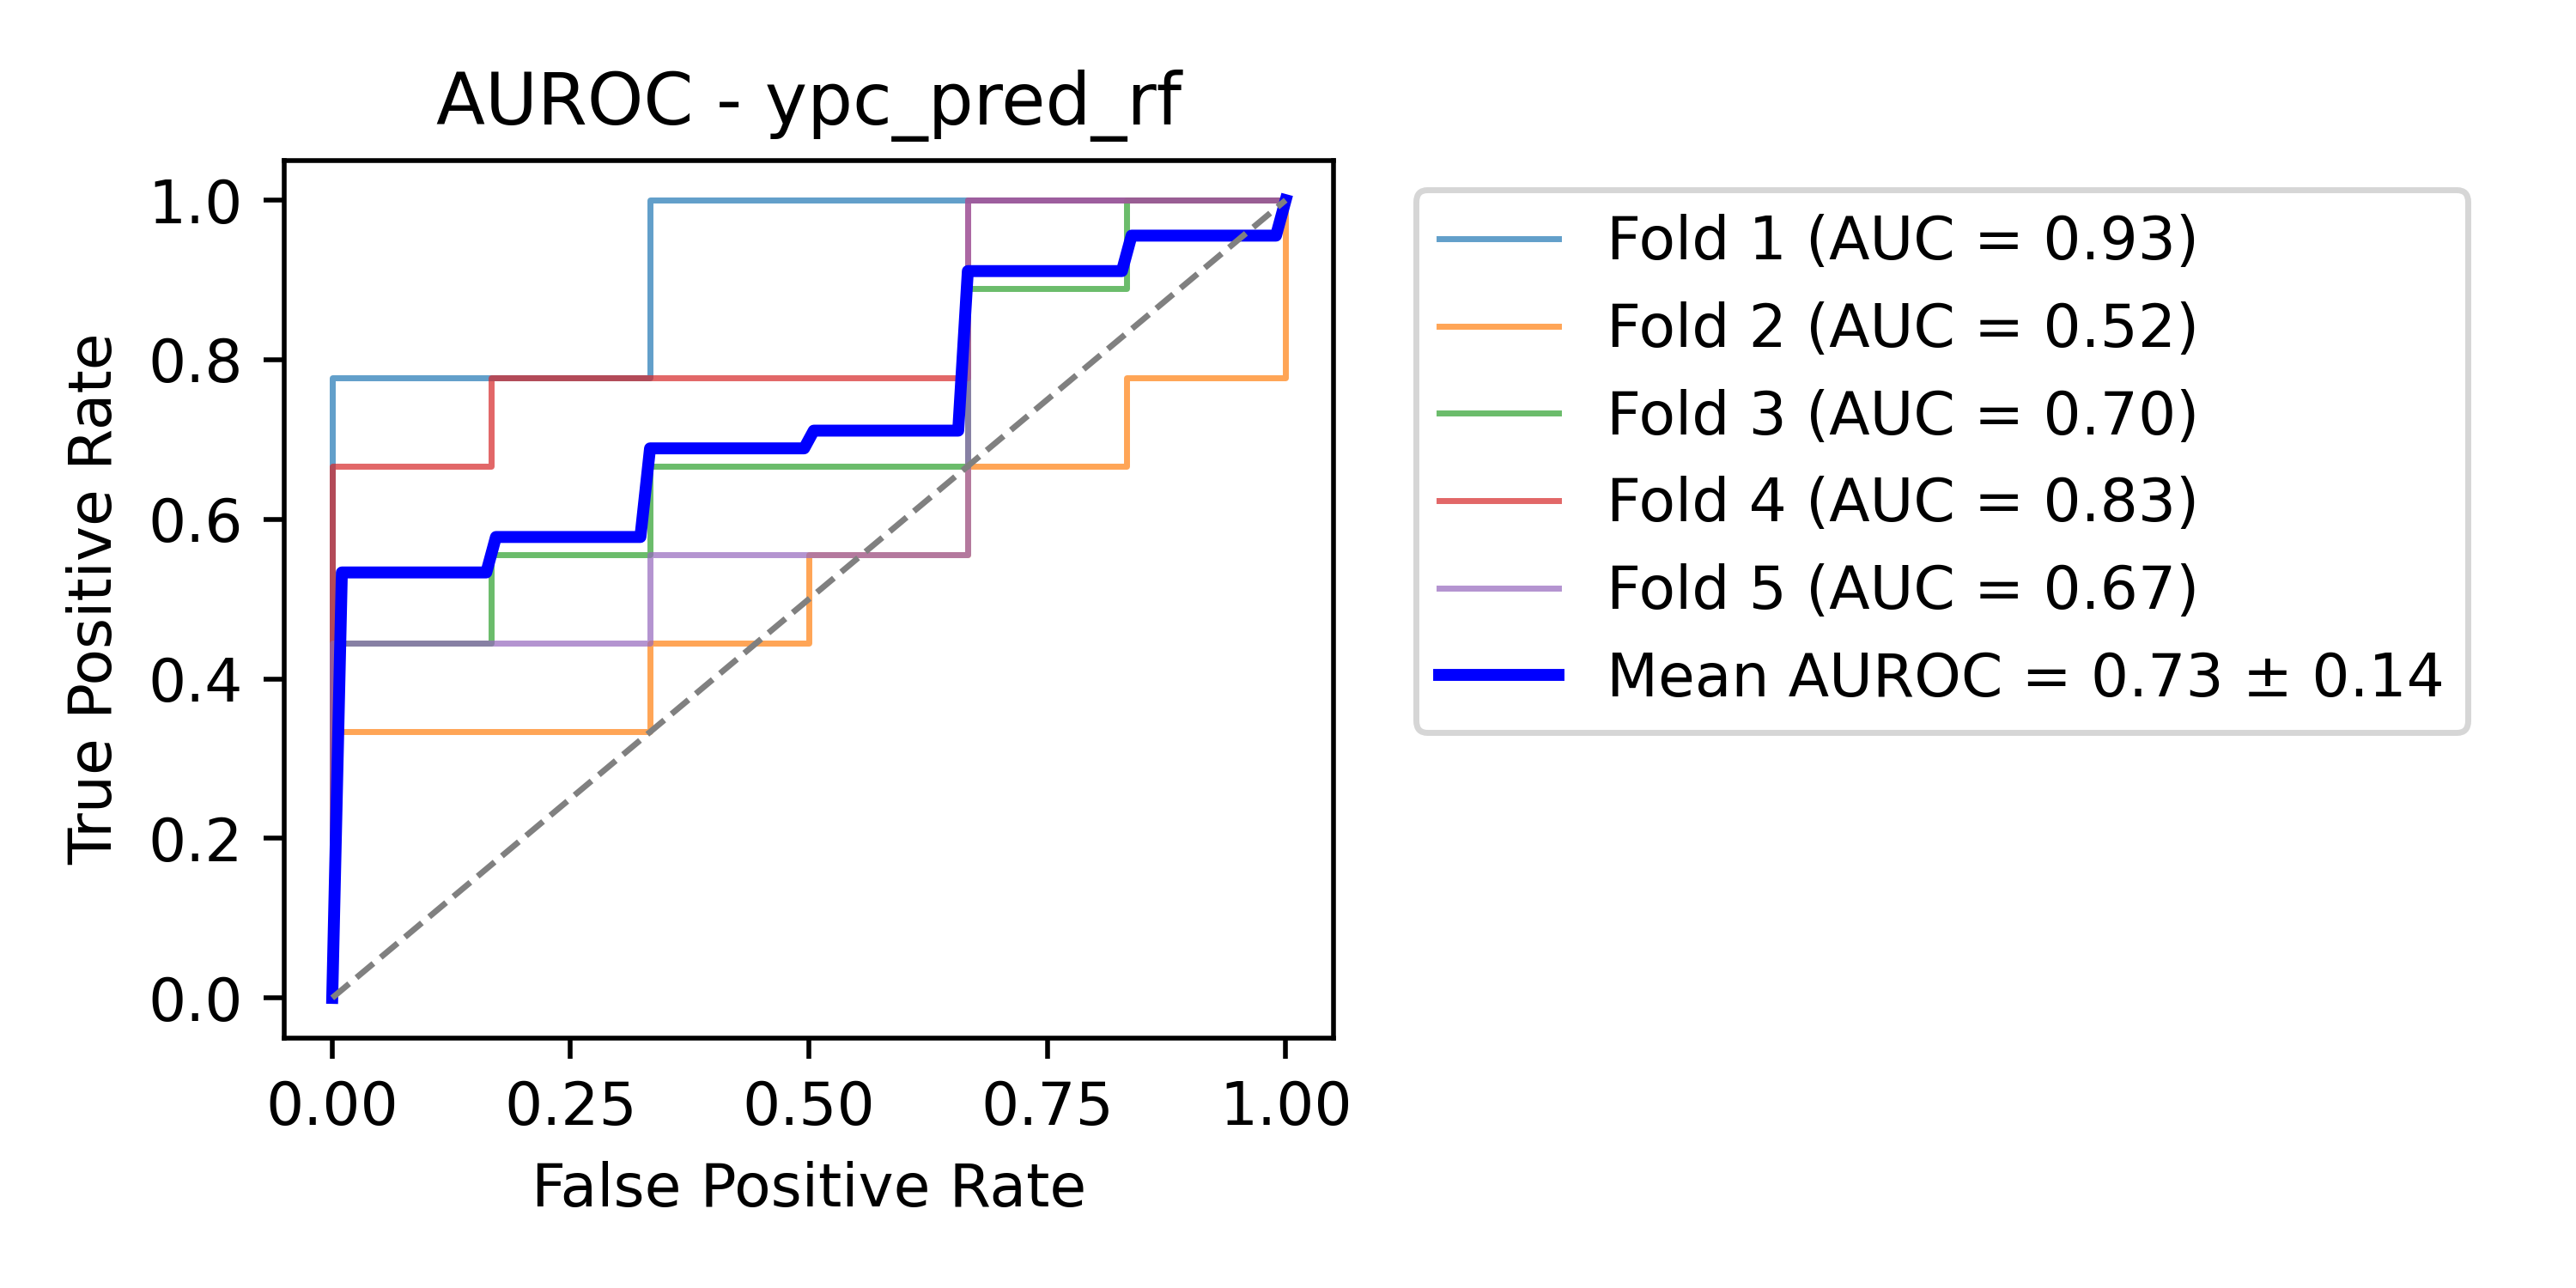 AUROC - ypc_pred_rf
True Positive Rate
1.0
0.8
0.6
0.4
0.2
0.0
0.00 0.25 0.50 0.75 1.00
False Positive Rate
Fold 1 (AUC = 0.93)
Fold 2 (AUC = 0.52)
Fold 3 (AUC = 0.70)
Fold 4 (AUC = 0.83)
Fold 5 (AUC = 0.67)
Mean AUROC = 0.73 ± 0.14